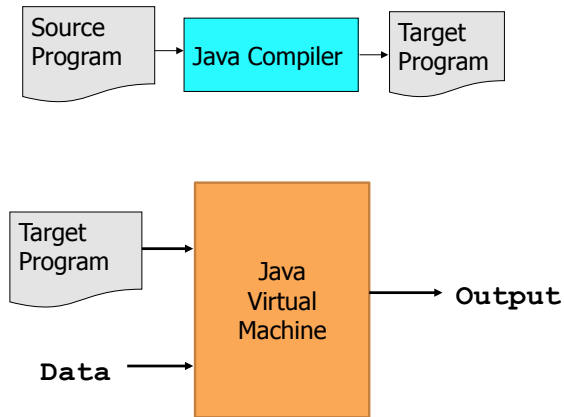 Source
Program
Java Compiler
Target
Program
Target
Program
Java
Virtual
Machine
Output
Data